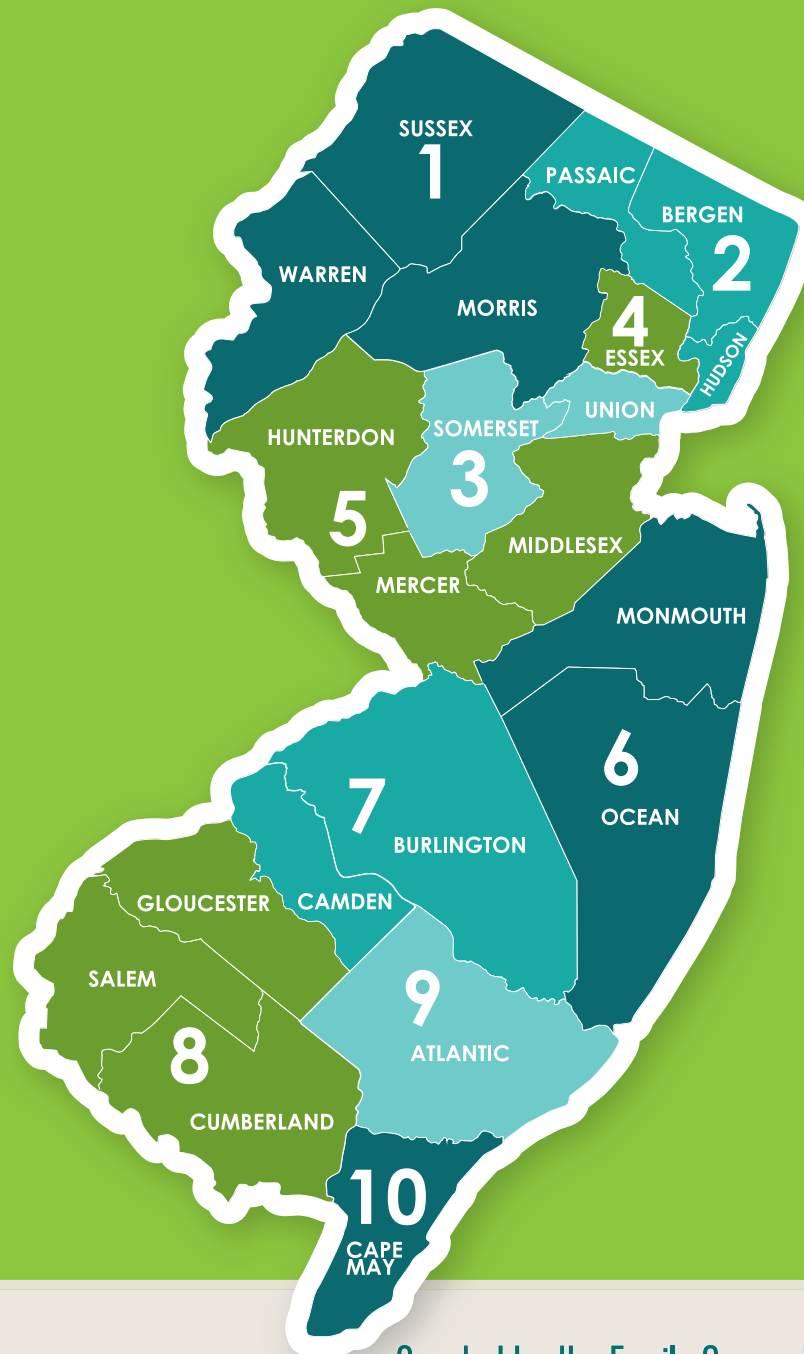 SUSSEX
1
PASSAIC
BERGEN
2
WARREN
MORRIS
4
ESSEX
HUDSON
UNION
SOMERSET
3
HUNTERDON
5
MIDDLESEX
MERCER
MONMOUTH
6
OCEAN
7
BURLINGTON
CAMDEN
GLOUCESTER
SALEM
9
ATLANTIC
8
CUMBERLAND
10
CAPE
MAY